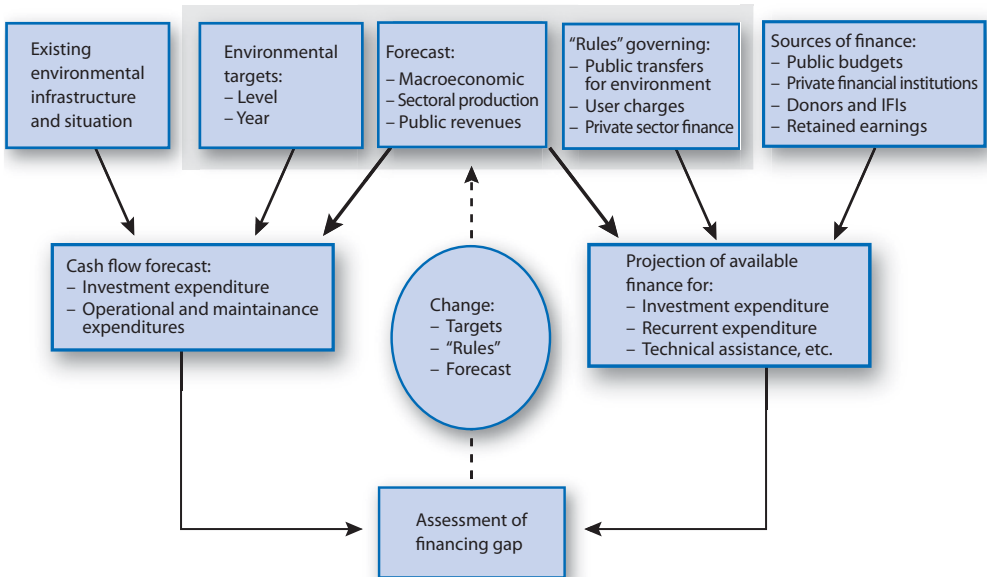 Existing
environmental
infrastructure
and situation
Environmental
targets:
– Level
– Year
Forecast:
– Macroeconomic
– Sectoral production
– Public revenues
“Rules” governing:
– Public transfers
for environment
– User charges
– Private sector finance
Sources of finance:
– Public budgets
– Private financial institutions
– Donors and IFIs
– Retained earnings
Cash flow forecast:
– Investment expenditure
– Operational and maintainance
expenditures
Change:
– Targets
– “Rules”
– Forecast
Projection of available
finance for:
– Investment expenditure
– Recurrent expenditure
– Technical assistance, etc.
Assessment of
financing gap